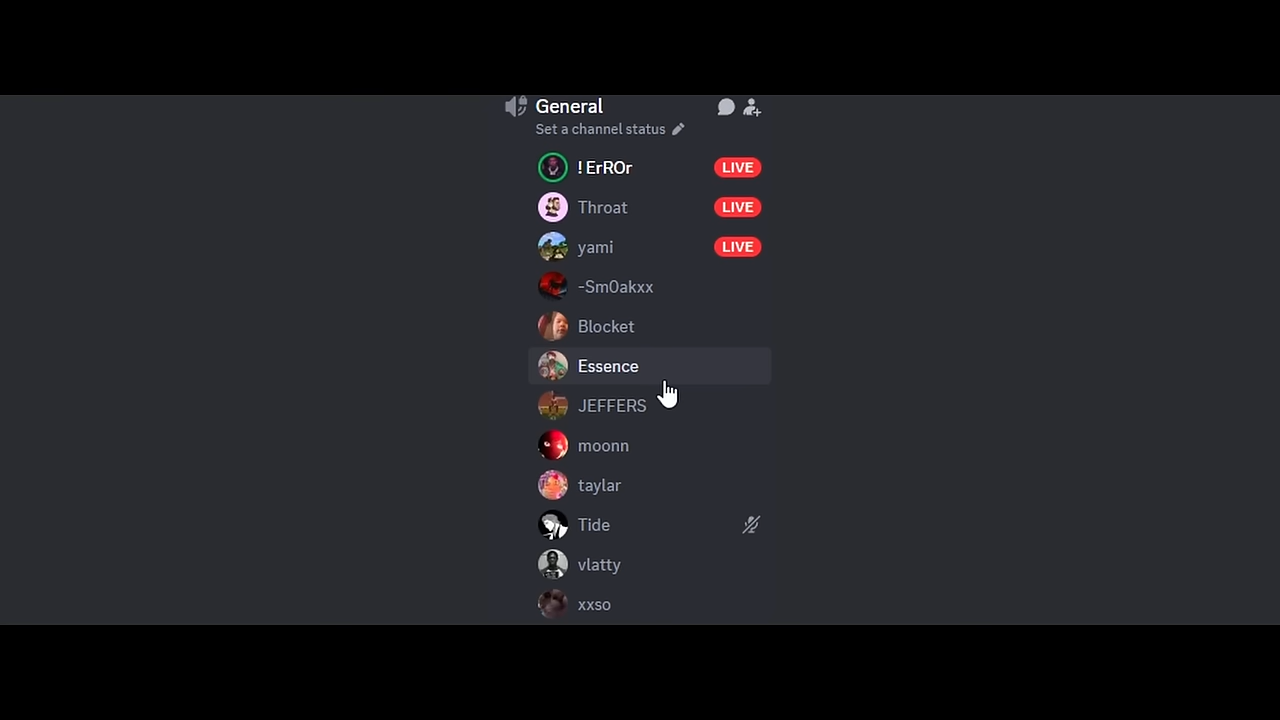 General
Set a channel status
! ErROr LIVE
Throat LIVE
yami LIVE
-Sm0akxx
Blocket
Essence
JEFFERS
moonn
taylar
Tide
vlatty
xxso